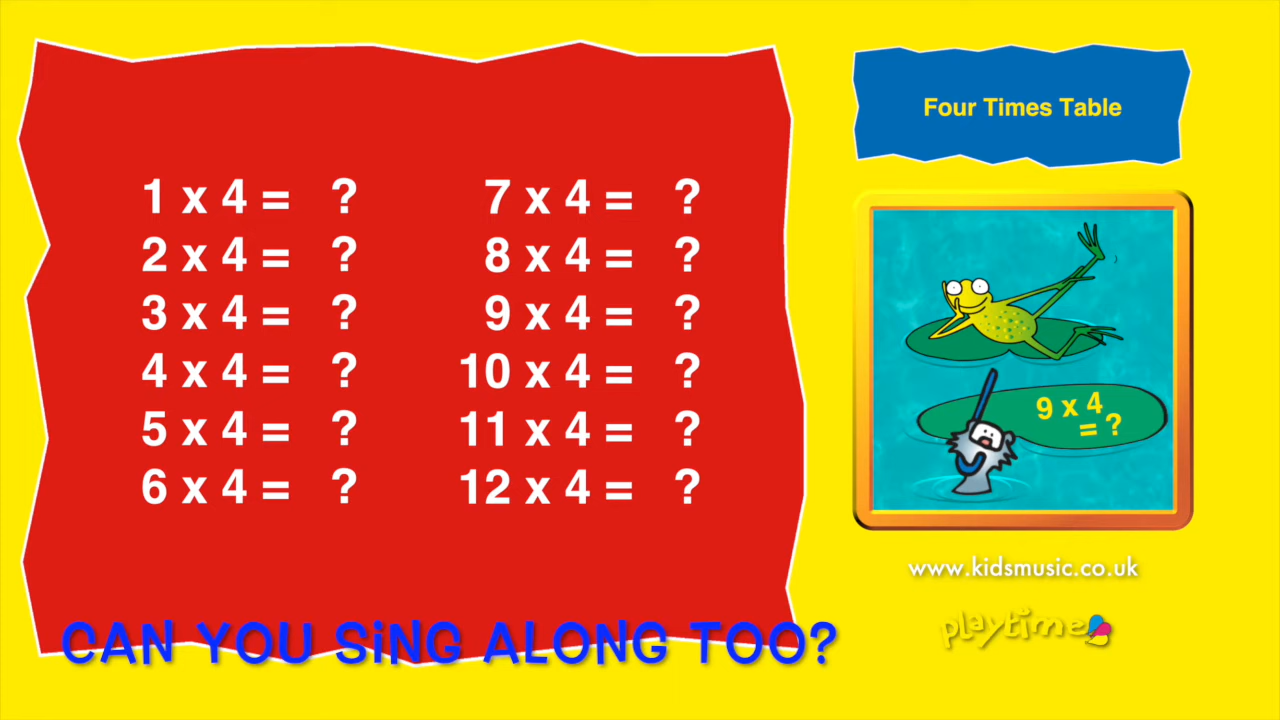 1 x 4 = ?
2 x 4 = ?
3 x 4 = ?
4 x 4 = ?
5 x 4 = ?
6 x 4 = ?
7 x 4 = ?
8 x 4 = ?
9 x 4 = ?
10 x 4 = ?
11 x 4 = ?
12 x 4 = ?
CAN YOU SiNG ALONG TOO?
Four Times Table
9 x 4
= ?
www.kidsmusic.co.uk
playtime